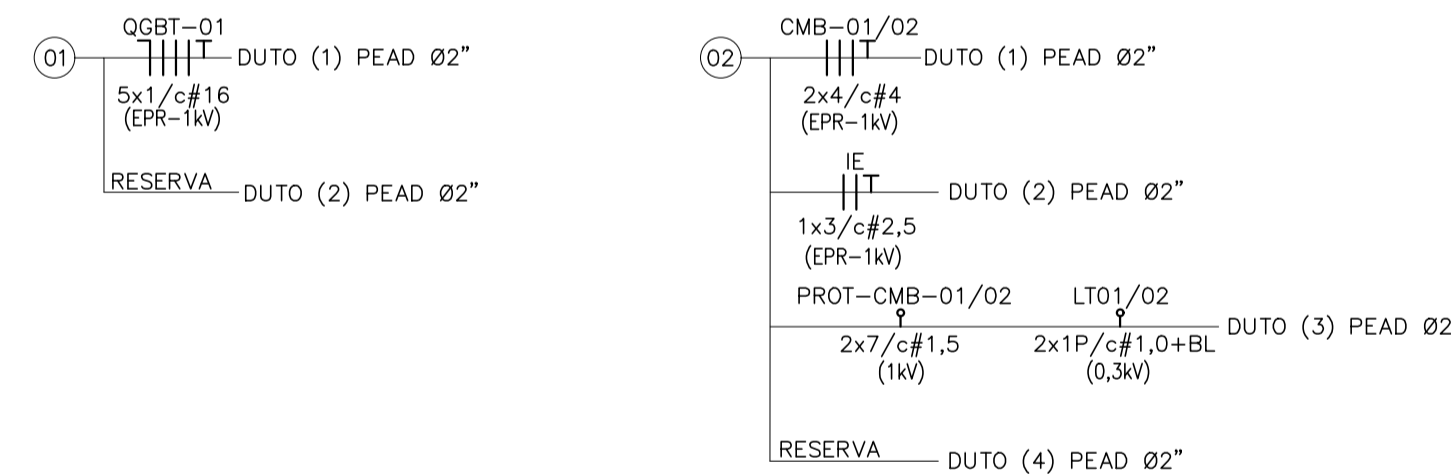 01
QGBT-01
DUTO (1) PEAD Ø2"
5x1/c#16
(EPR-1kV)
RESERVA
DUTO (2) PEAD Ø2"
02
CMB-01/02
DUTO (1) PEAD Ø2"
2x4/c#4
(EPR-1kV)
IE
DUTO (2) PEAD Ø2"
1x3/c#2,5
(EPR-1kV)
PROT-CMB-01/02
LT01/02
DUTO (3) PEAD Ø2
2x7/c#1,5
(1kV)
2x1P/c#1,0+BL
(0,3kV)
RESERVA
DUTO (4) PEAD Ø2"